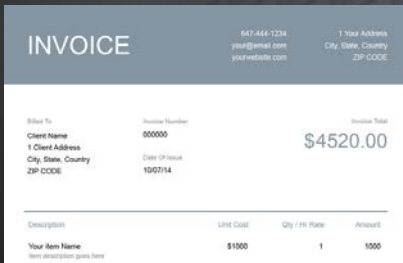 INVOICE
647-444-1234
your@email.com
yourwebsite.com
1 Your Address
City, State, Country
ZIP CODE
Billed To
Client Name
1 Client Address
City, State, Country
ZIP CODE
Invoice Number
000000
Date Of Issue
10/07/14
Invoice Total
$4520.00
Description Unit Cost Qty / Hr Rate Amount
Your Item Name $1000 1 1000
Item description goes here